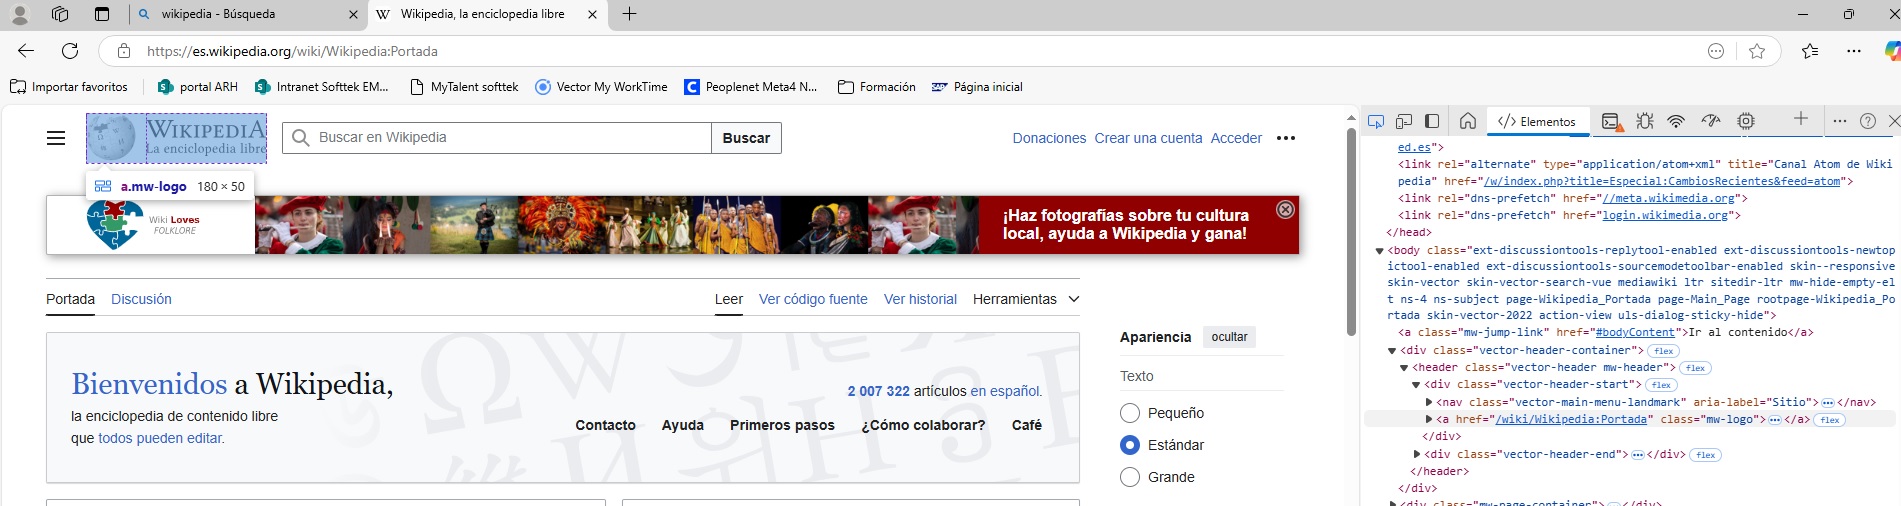 wikipedia - Búsqueda
Wikipedia, la enciclopedia libre
https://es.wikipedia.org/wiki/Wikipedia:Portada
Importar favoritos
portal ARH
Intranet Softtek EM...
MyTalent softtek
Vector My WorkTime
Peoplenet Meta4 N...
Formación
Página inicial
WIKIPEDIA
La enciclopedia libre
Buscar en Wikipedia
Buscar
Donaciones Crear una cuenta Acceder
a.mw-logo 180 × 50
Wiki Loves
FOLKLORE
¡Haz fotografías sobre tu cultura
local, ayuda a Wikipedia y gana!
Portada Discusión
Leer Ver código fuente Ver historial Herramientas
Bienvenidos a Wikipedia,
la enciclopedia de contenido libre
que todos pueden editar.
2 007 322 artículos en español.
Contacto Ayuda Primeros pasos ¿Cómo colaborar? Café
Apariencia ocultar
Texto
Pequeño
Estándar
Grande
Elementos
ed.es">
<link rel="alternate" type="application/atom+xml" title="Canal Atom de Wiki
pedia" href="/w/index.php?title=Especial:CambiosRecientes&feed=atom">
<link rel="dns-prefetch" href="//meta.wikimedia.org">
<link rel="dns-prefetch" href="login.wikimedia.org">
</head>
<body class="ext-discussiontools-replytool-enabled ext-discussiontools-newtop
ictool-enabled ext-discussiontools-sourcemodetoolbar-enabled skin--responsive
skin-vector skin-vector-search-vue mediawiki ltr sitedir-ltr mw-hide-empty-el
t ns-4 ns-subject page-Wikipedia_Portada page-Main_Page rootpage-Wikipedia_Po
rtada skin-vector-2022 action-view uls-dialog-sticky-hide">
<a class="mw-jump-link" href="#bodyContent">Ir al contenido</a>
<div class="vector-header-container"> flex
<header class="vector-header mw-header"> flex
<div class="vector-header-start"> flex
<nav class="vector-main-menu-landmark" aria-label="Sitio"> </nav>
<a href="/wiki/Wikipedia:Portada" class="mw-logo"> </a> flex
</div>
<div class="vector-header-end"> </div> flex
</header>
</div>
<div class="mw-page-container"> </div>